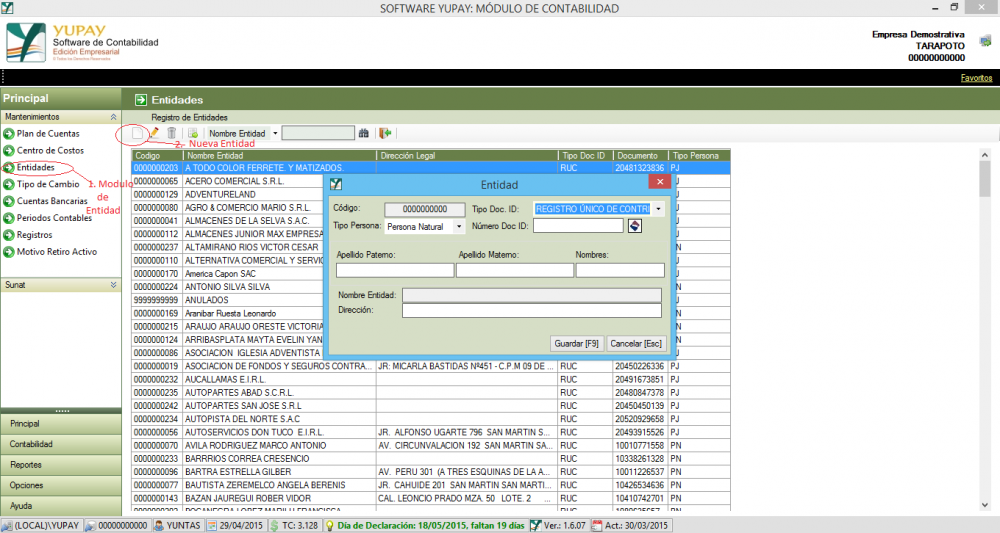 SOFTWARE YUPAY: MÓDULO DE CONTABILIDAD
YUPAY
Software de Contabilidad
Edición Empresarial
© Todos los Derechos Reservados
Empresa Demostrativa
TARAPOTO
00000000000
Favoritos
Principal
Entidades
Mantenimientos
Registro de Entidades
Plan de Cuentas
Centro de Costos
Entidades
Tipo de Cambio
Cuentas Bancarias
Periodos Contables
Registros
Motivo Retiro Activo
Sunat
Principal
Contabilidad
Reportes
Opciones
Ayuda
1. Modulo
de
Entidad
Nombre Entidad
2. Nueva Entidad
Codigo Nombre Entidad Dirección Legal Tipo Doc ID Documento Tipo Persona
0000000203 A TODO COLOR FERRETE. Y MATIZADOS. RUC 20481323836 PJ
0000000065 ACERO COMERCIAL S.R.L.
0000000129 ADVENTURELAND
0000000080 AGRO & COMERCIO MARIO S.R.L.
0000000041 ALMACENES DE LA SELVA S.A.C.
0000000112 ALMACENES JUNIOR MAX EMPRESA
0000000237 ALTAMIRANO RIOS VICTOR CESAR
0000000110 ALTERNATIVA COMERCIAL Y SERVIC
0000000170 America Capon SAC
0000000224 ANTONIO SILVA SILVA
9999999999 ANULADOS
0000000169 Aranibar Ruesta Leonardo
0000000215 ARAUJO ARAUJO ORESTE VICTORIA
0000000124 ARRIBASPLATA MAYTA EVELIN YAN
0000000086 ASOCIACION IGLESIA ADVENTISTA
0000000019 ASOCIACION DE FONDOS Y SEGUROS CONTRA... JR: MICARLA BASTIDAS Nº451 - C.P.M 09 DE ... RUC 20450226336 PJ
0000000232 AUCALLAMAS E.I.R.L. RUC 20491673851 PJ
0000000235 AUTOPARTES ABAD S.C.R.L. RUC 20480847378 PJ
0000000242 AUTOPARTES SAN JOSE S.R.L RUC 20450450139 PJ
0000000234 AUTOPISTA DEL NORTE S.A.C RUC 20520929658 PJ
0000000056 AUTOSERVICIOS DON TUCO E.I.R.L. JR. ALFONSO UGARTE 796 SAN MARTIN S... RUC 20493915526 PJ
0000000070 AVILA RODRIGUEZ MARCO ANTONIO AV. CIRCUNVALACION 192 SAN MARTIN SA... RUC 10010771558 PN
0000000233 BARRRIOS CORREA CRESENCIO RUC 10338261328 PN
0000000096 BARTRA ESTRELLA GILBER AV. PERU 301 (A TRES ESQUINAS DE LA A... RUC 10011226537 PN
0000000077 BAUTISTA ZEREMELCO ANGELA BERENIS JR. CAHUIDE 201 SAN MARTIN SAN MARTI... RUC 10426534636 PN
0000000143 BAZAN JAUREGUI ROBER VIDOR CAL. LEONCIO PRADO MZA. 50 LOTE. 2 ... RUC 10410742701 PN
Entidad
Código: 0000000000 Tipo Doc. ID: REGISTRO ÚNICO DE CONTRI
Tipo Persona: Persona Natural Número Doc ID:
Apellido Paterno: Apellido Materno: Nombres:
Nombre Entidad:
Dirección:
Guardar [F9] Cancelar [Esc]
(LOCAL)\YUPAY 00000000000 YUNTAS 29/04/2015 TC: 3.128 Día de Declaración: 18/05/2015, faltan 19 días Ver.: 1.6.07 Act.: 30/03/2015